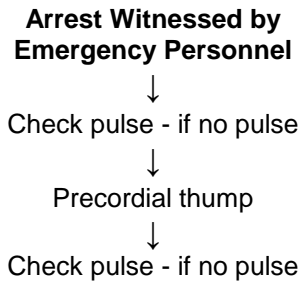 Arrest Witnessed by
Emergency Personnel
↓
Check pulse - if no pulse
↓
Precordial thump
↓
Check pulse - if no pulse